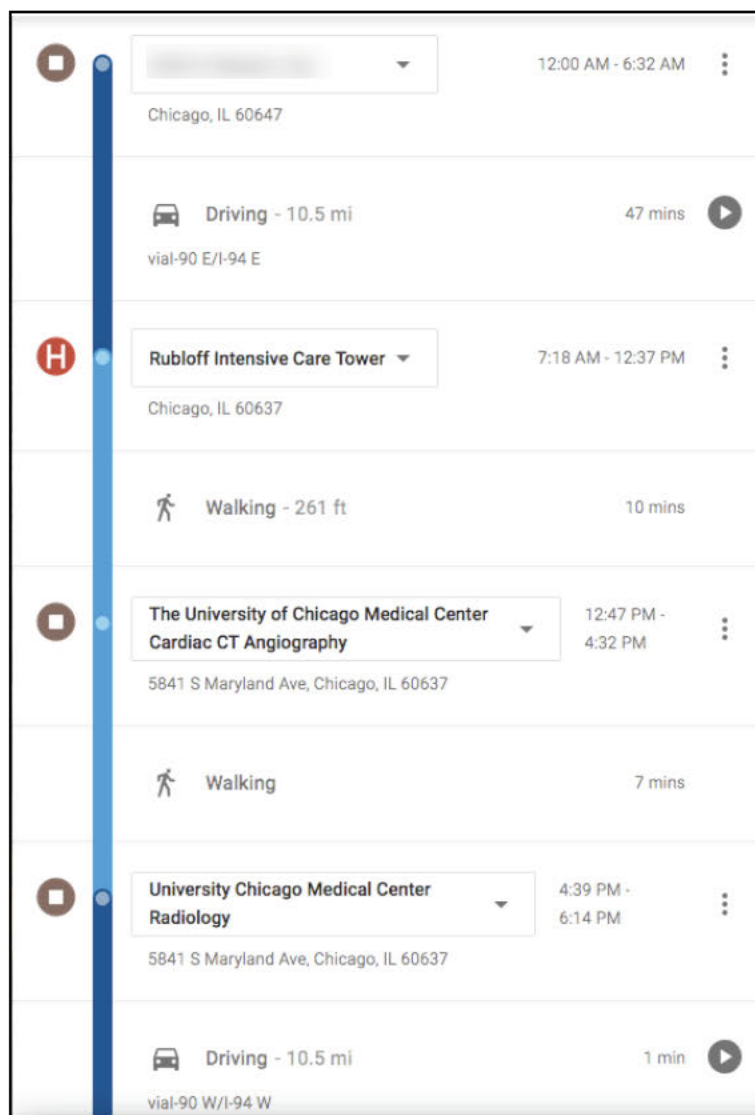 12:00 AM - 6:32 AM
Chicago, IL 60647
Driving - 10.5 mi
47 mins
vial-90 E/I-94 E
H
Rubloff Intensive Care Tower
7:18 AM - 12:37 PM
Chicago, IL 60637
Walking - 261 ft
10 mins
The University of Chicago Medical Center
Cardiac CT Angiography
12:47 PM -
4:32 PM
5841 S Maryland Ave, Chicago, IL 60637
Walking
7 mins
University Chicago Medical Center
Radiology
4:39 PM -
6:14 PM
5841 S Maryland Ave, Chicago, IL 60637
Driving - 10.5 mi
1 min
vial-90 W/I-94 W